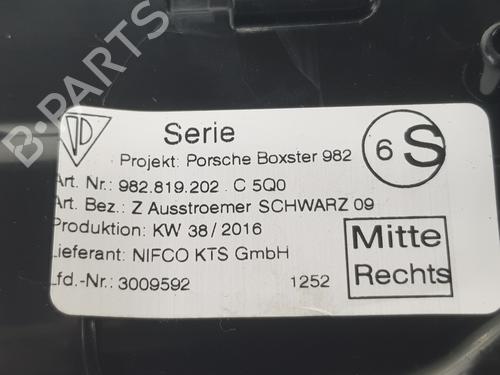 B-PARTS
Serie
Projekt: Porsche Boxster 982
6 S
Art. Nr.: 982.819.202 . C 5Q0
Art. Bez.: Z Ausstroemer SCHWARZ 09
Produktion: KW 38/2016
Lieferant: NIFCO KTS GmbH
Lfd.-Nr.: 3009592 1252
Mitte
Rechts